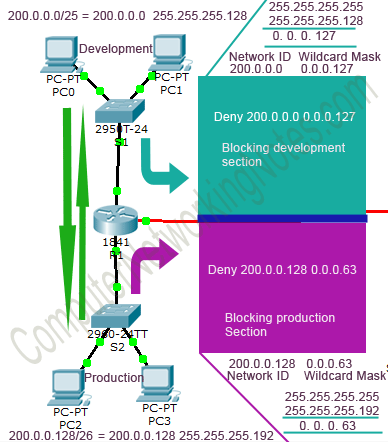 200.0.0.0/25 = 200.0.0.0 255.255.255.128
255.255.255.255
255.255.255.128
0. 0. 0. 127
Network ID Wildcard Mask
200.0.0.0 0.0.0.127
Development
PC-PT
PC0
PC-PT
PC1
2950T-24
S1
Deny 200.0.0.0 0.0.0.127
Blocking development
section
1841
R1
Deny 200.0.0.128 0.0.0.63
Blocking production
Section
2960-24TT
S2
Production
PC-PT
PC2
PC-PT
PC3
200.0.0.128 0.0.0.63
Network ID Wildcard Mask
255.255.255.255
255.255.255.192
0. 0. 0. 63
200.0.0.128/26 = 200.0.0.128 255.255.255.192
ComputerNetworkingNotes.com